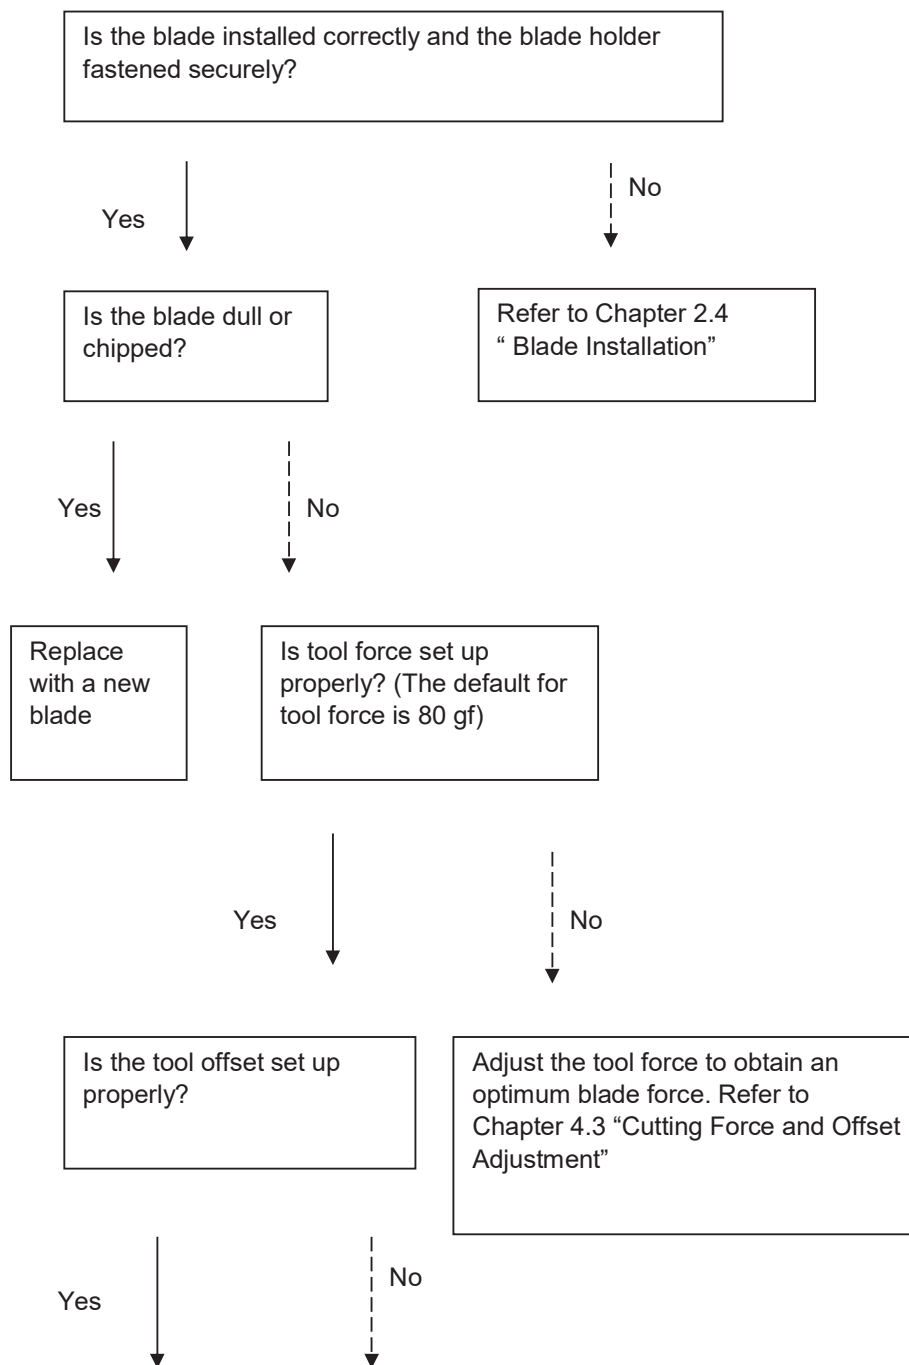 Is the blade installed correctly and the blade holder
fastened securely?
Yes
No
Is the blade dull or
chipped?
Refer to Chapter 2.4
“ Blade Installation”
Yes
No
Replace
with a new
blade
Is tool force set up
properly? (The default for
tool force is 80 gf)
Yes
No
Is the tool offset set up
properly?
Adjust the tool force to obtain an
optimum blade force. Refer to
Chapter 4.3 “Cutting Force and Offset
Adjustment”
Yes
No